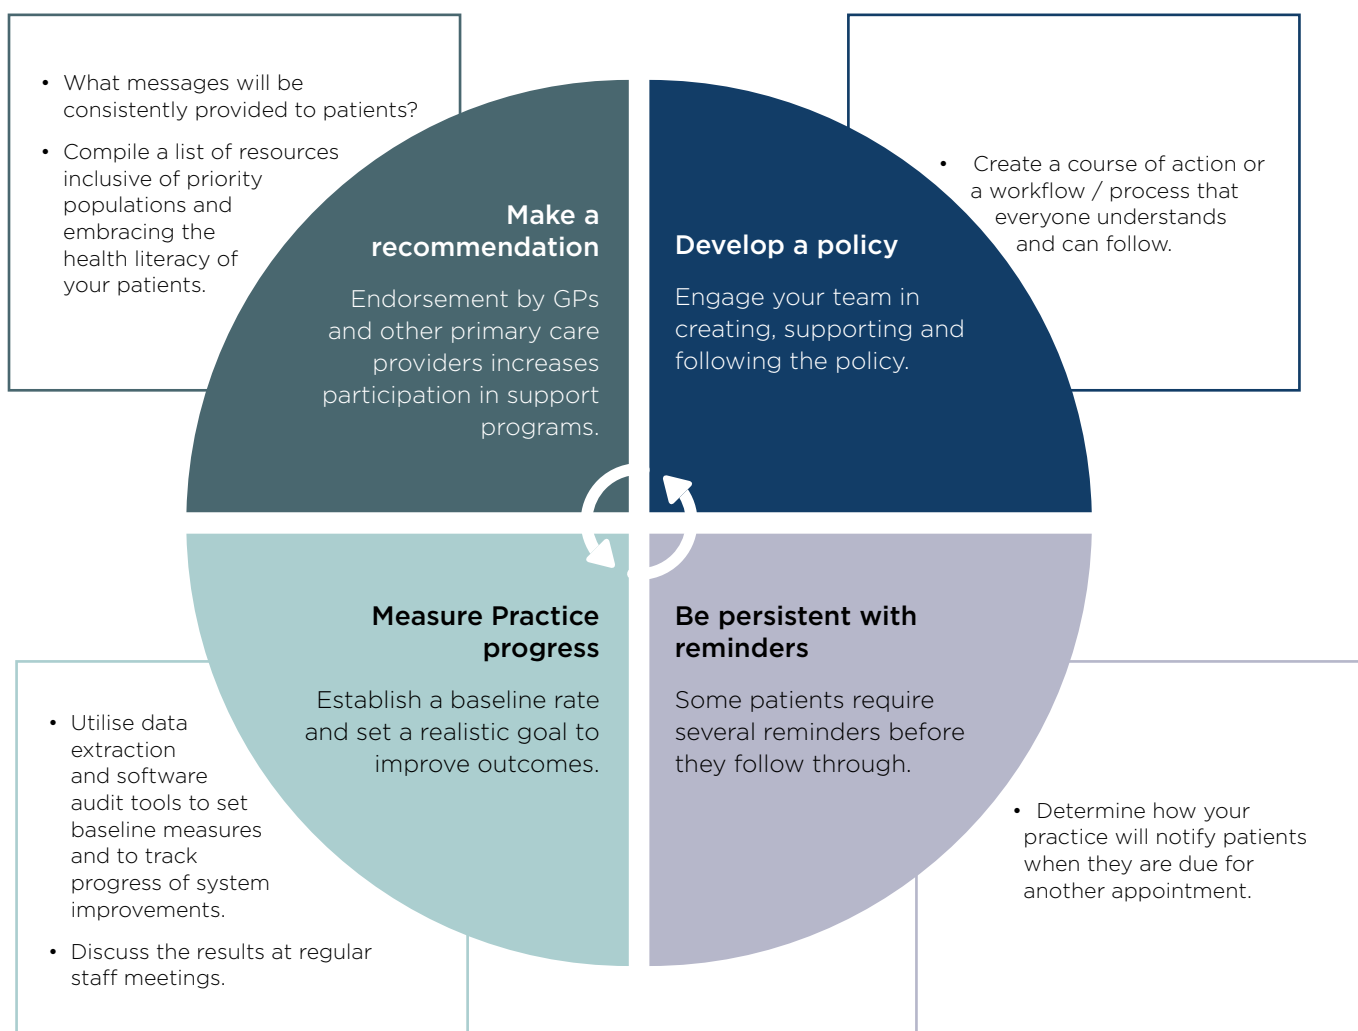 • What messages will be
consistently provided to patients?
• Compile a list of resources
inclusive of priority
populations and
embracing the
health literacy of
your patients.
Make a
recommendation
Endorsement by GPs
and other primary care
providers increases
participation in support
programs.
Develop a policy
Engage your team in
creating, supporting and
following the policy.
• Create a course of action or
a workflow / process that
everyone understands
and can follow.
Measure Practice
progress
Establish a baseline rate
and set a realistic goal to
improve outcomes.
• Utilise data
extraction
and software
audit tools to set
baseline measures
and to track
progress of system
improvements.
• Discuss the results at regular
staff meetings.
Be persistent with
reminders
Some patients require
several reminders before
they follow through.
• Determine how your
practice will notify patients
when they are due for
another appointment.